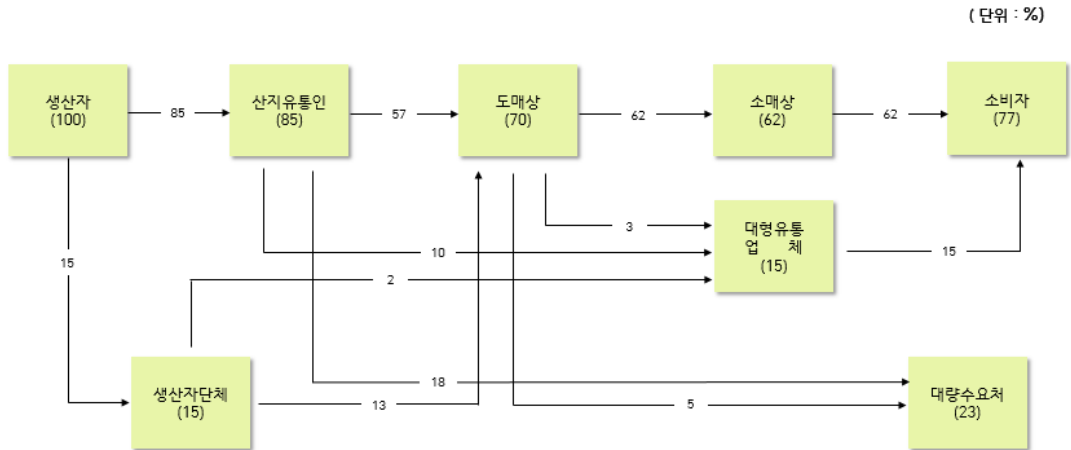 ( 단위 : %)
생산자
(100)
85
산지유통인
(85)
57
도매상
(70)
62
소매상
(62)
62
소비자
(77)
3
대형유통
업 체
(15)
10
15
15
2
생산자단체
(15)
18
13
5
대량수요처
(23)